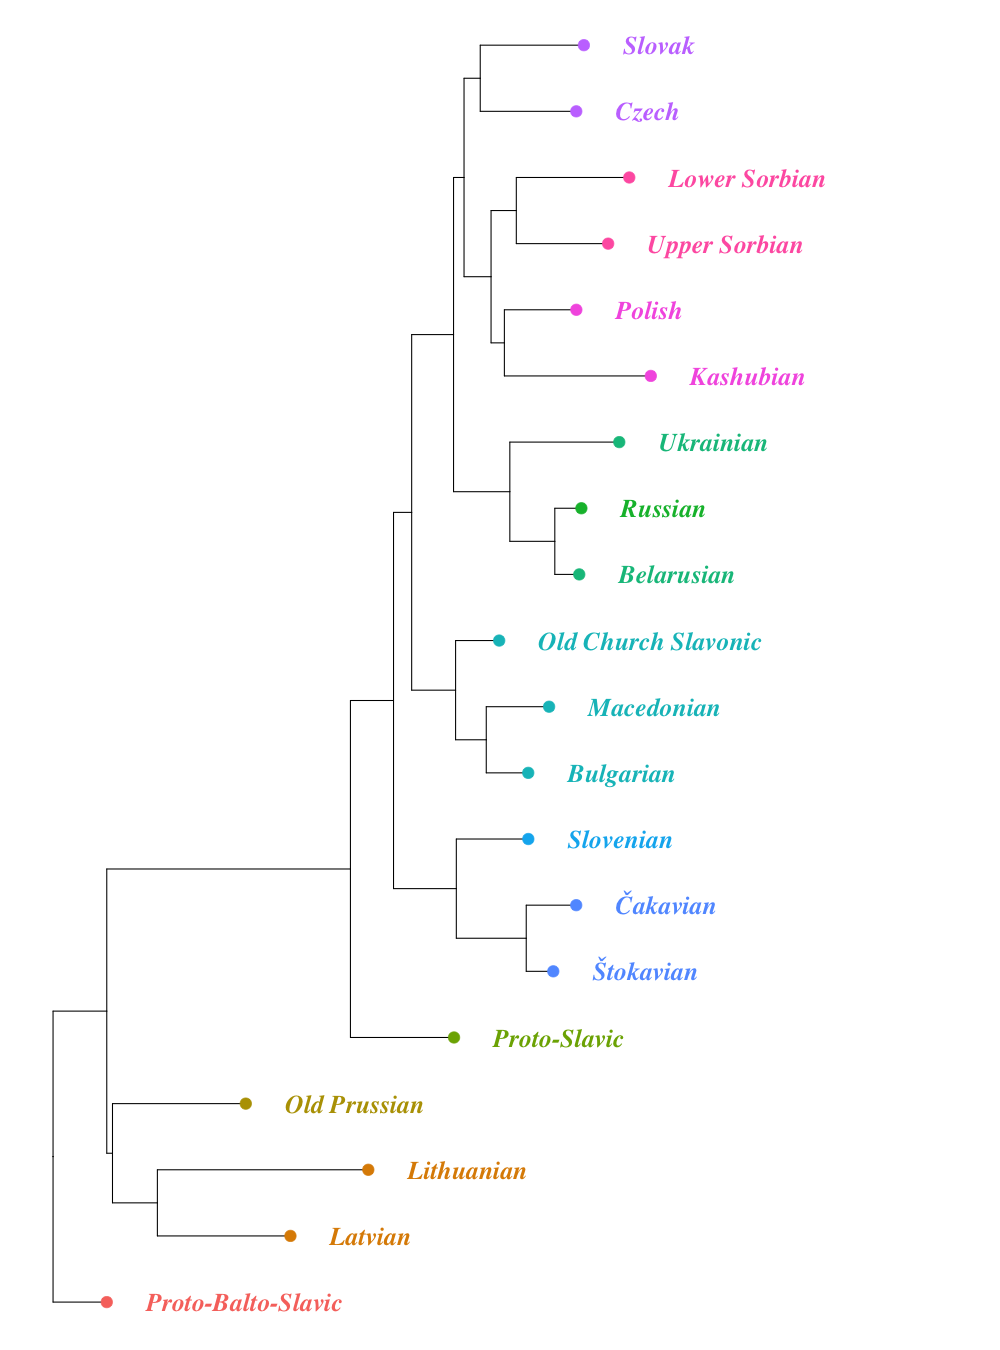 Slovak
Czech
Lower Sorbian
Upper Sorbian
Polish
Kashubian
Ukrainian
Russian
Belarusian
Old Church Slavonic
Macedonian
Bulgarian
Slovenian
Čakavian
Štokavian
Proto-Slavic
Old Prussian
Lithuanian
Latvian
Proto-Balto-Slavic